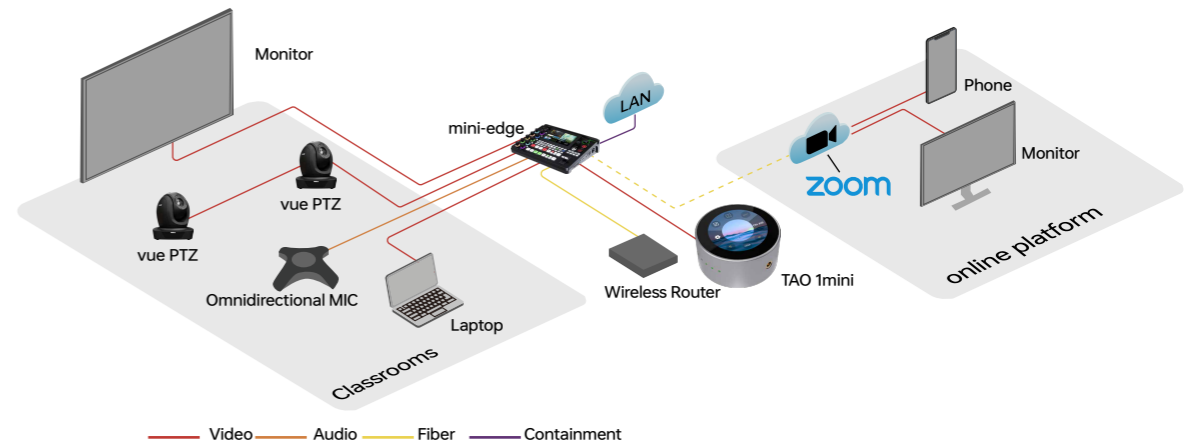 Monitor
LAN
mini-edge
Phone
Monitor
zoom
vue PTZ
vue PTZ
online platform
TAO 1mini
Wireless Router
Omnidirectional MIC
Laptop
Classrooms
Video
Audio
Fiber
Containment